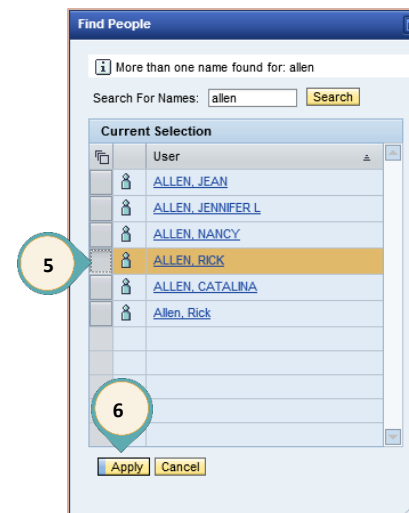 Find People
More than one name found for: allen
Search For Names: allen Search
Current Selection
User
ALLEN, JEAN
ALLEN, JENNIFER L
ALLEN, NANCY
5 ALLEN, RICK
ALLEN, CATALINA
Allen, Rick
6
Apply Cancel